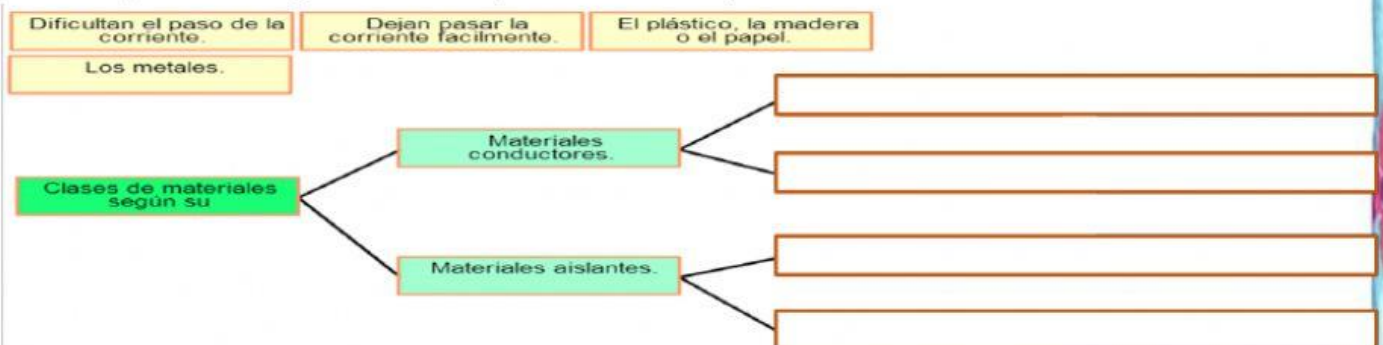 Dificultan el paso de la
corriente.
Dejan pasar la
corriente facilmente.
El plástico, la madera
o el papel.
Los metales.
Materiales
conductores.
Clases de materiales
según su
Materiales aislantes.